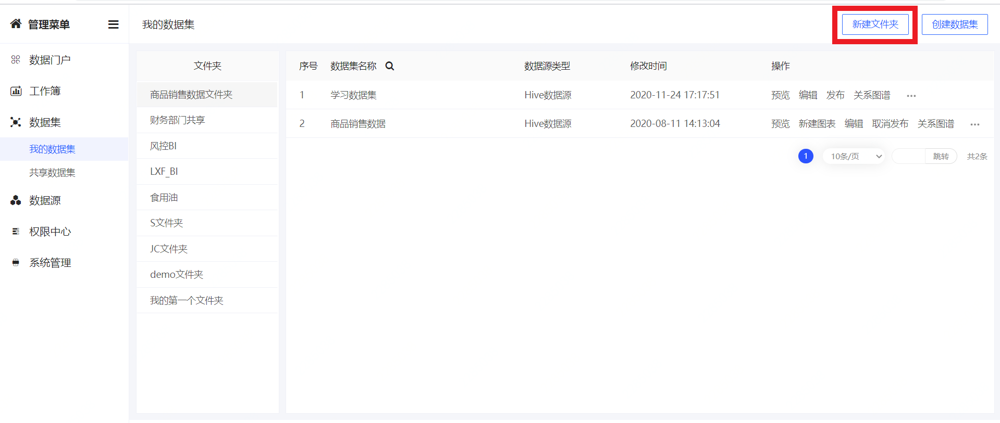 管理菜单
数据门户
工作簿
数据集
我的数据集
共享数据集
数据源
权限中心
系统管理
我的数据集
新建文件夹 创建数据集
文件夹
商品销售数据文件夹
财务部门共享
风控BI
LXF_BI
食用油
S文件夹
JC文件夹
demo文件夹
我的第一个文件夹
序号 数据集名称 数据源类型 修改时间 操作
1 学习数据集 Hive数据源 2020-11-24 17:17:51 预览 编辑 发布 关系图谱 ···
2 商品销售数据 Hive数据源 2020-08-11 14:13:04 预览 新建图表 编辑 取消发布 关系图谱 ···
1 10条/页 跳转 共2条